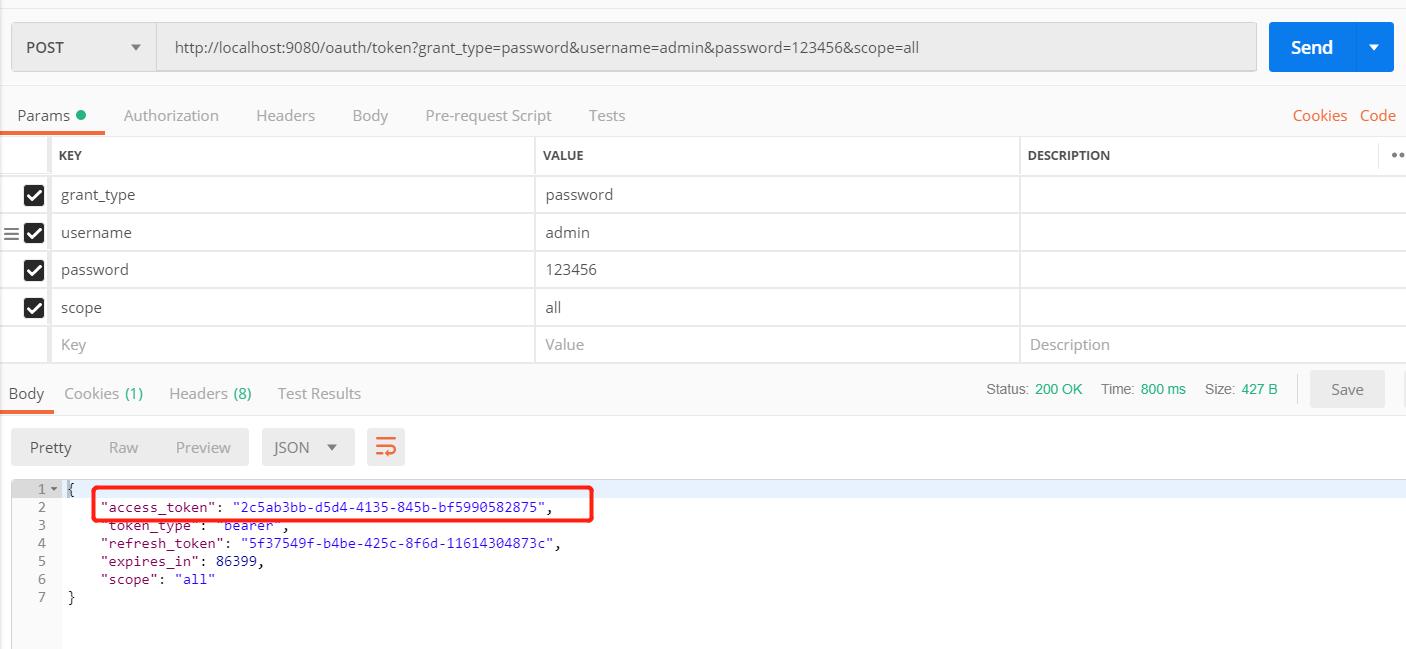 POST http://localhost:9080/oauth/token?grant_type=password&username=admin&password=123456&scope=all Send
Params Authorization Headers Body Pre-request Script Tests Cookies Code
KEY VALUE DESCRIPTION
grant_type password
username admin
password 123456
scope all
Key Value Description
Body Cookies (1) Headers (8) Test Results Status: 200 OK Time: 800 ms Size: 427 B Save
Pretty Raw Preview JSON
1 {
2 "access_token": "2c5ab3bb-d5d4-4135-845b-bf5990582875",
3 "token_type": "bearer",
4 "refresh_token": "5f37549f-b4be-425c-8f6d-11614304873c",
5 "expires_in": 86399,
6 "scope": "all"
7 }